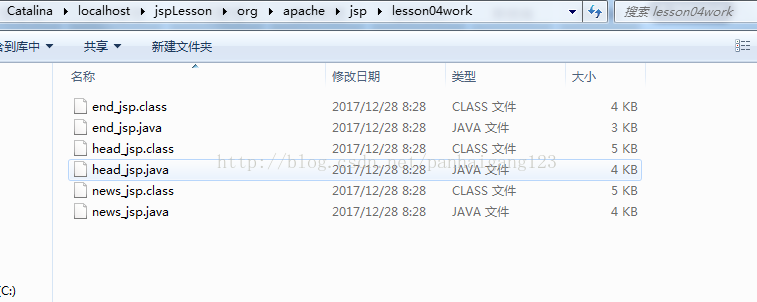 Catalina localhost jspLesson org apache jsp lesson04work 搜索 lesson04work
含到库中 共享 新建文件夹
名称 修改日期 类型 大小
end_jsp.class 2017/12/28 8:28 CLASS 文件 4 KB
end_jsp.java 2017/12/28 8:28 JAVA 文件 3 KB
head_jsp.class 2017/12/28 8:28 CLASS 文件 5 KB
http://blog.csdn.net/panhaigang123
head_jsp.java 2017/12/28 8:28 JAVA 文件 4 KB
news_jsp.class 2017/12/28 8:28 CLASS 文件 5 KB
news_jsp.java 2017/12/28 8:28 JAVA 文件 4 KB
(C:)